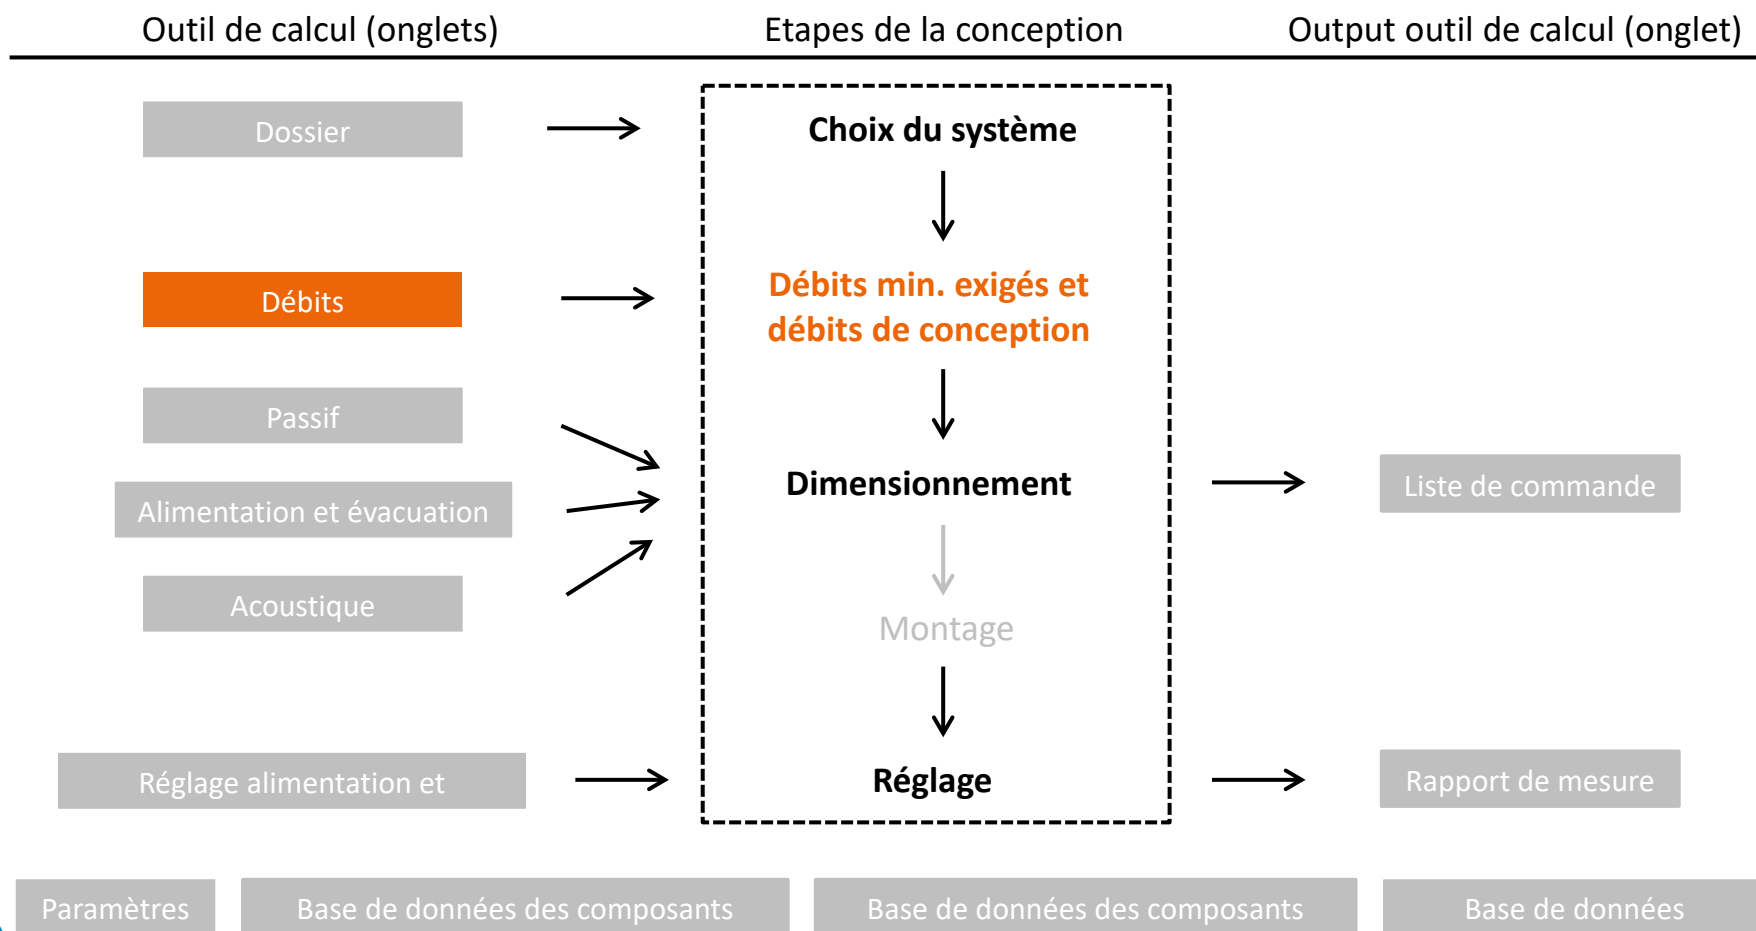 Outil de calcul (onglets)
Etapes de la conception
Output outil de calcul (onglet)
Dossier
Choix du système
Débits
Débits min. exigés et
débits de conception
Passif
Alimentation et évacuation
Dimensionnement
Liste de commande
Acoustique
Montage
Réglage alimentation et
Réglage
Rapport de mesure
Paramètres
Base de données des composants
Base de données des composants
Base de données